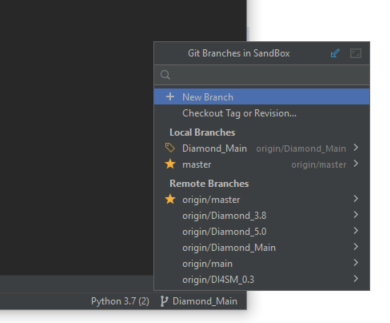 Git Branches in SandBox
New Branch
Checkout Tag or Revision...
Local Branches
Diamond_Main origin/Diamond_Main
master origin/master
Remote Branches
origin/master
origin/Diamond_3.8
origin/Diamond_5.0
origin/Diamond_Main
origin/main
origin/DI4SM_0.3
Python 3.7 (2) Diamond_Main